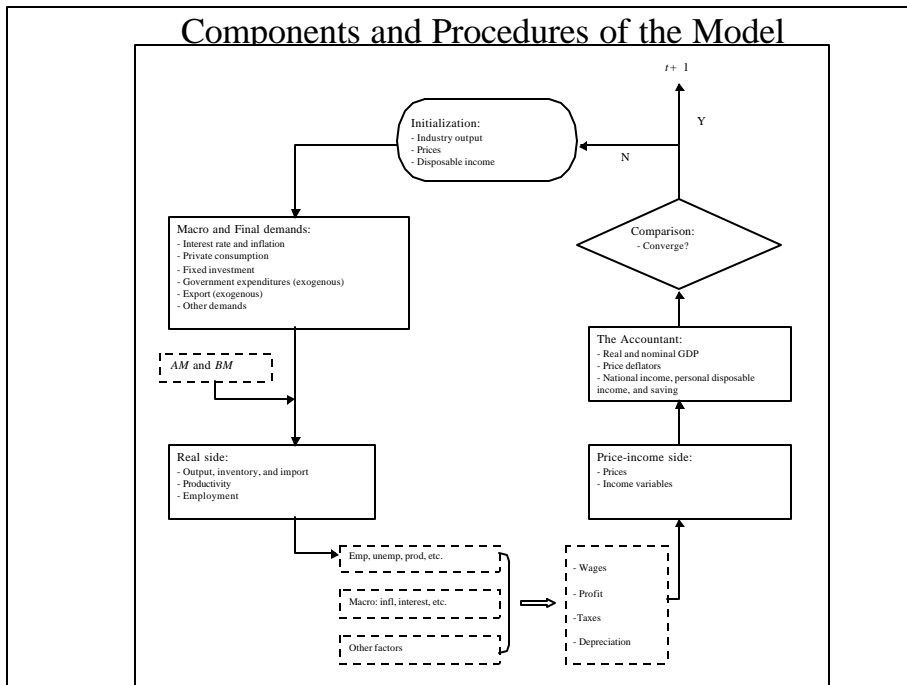 Components and Procedures of the Model
t+ 1
Y
N
Initialization:
- Industry output
- Prices
- Disposable income
Macro and Final demands:
- Interest rate and inflation
- Private consumption
- Fixed investment
- Government expenditures (exogenous)
- Export (exogenous)
- Other demands
AM and BM
Real side:
- Output, inventory, and import
- Productivity
- Employment
Emp, unemp, prod, etc.
Macro: infl, interest, etc.
Other factors
- Wages
- Profit
-Taxes
- Depreciation
Price-income side:
- Prices
- Income variables
The Accountant:
- Real and nominal GDP
- Price deflators
- National income, personal disposable
income, and saving
Comparison:
- Converge?